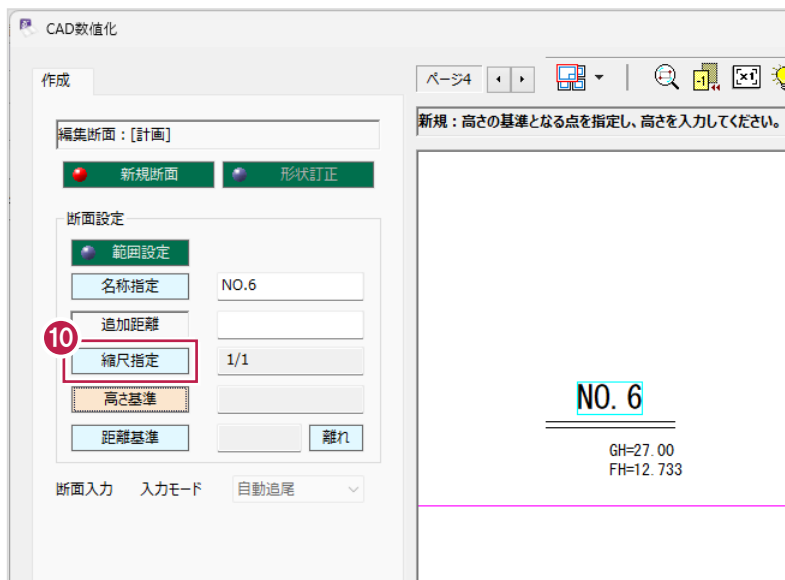 CAD数値化
作成
ページ4
-1
×1
編集断面：[計画]
新規：高さの基準となる点を指定し、高さを入力してください。
新規断面
形状訂正
断面設定
範囲設定
名称指定
NO.6
追加距離
10
縮尺指定
1/1
高さ基準
距離基準
離れ
断面入力
入力モード
自動追尾
NO.6
GH=27.00
FH=12.733